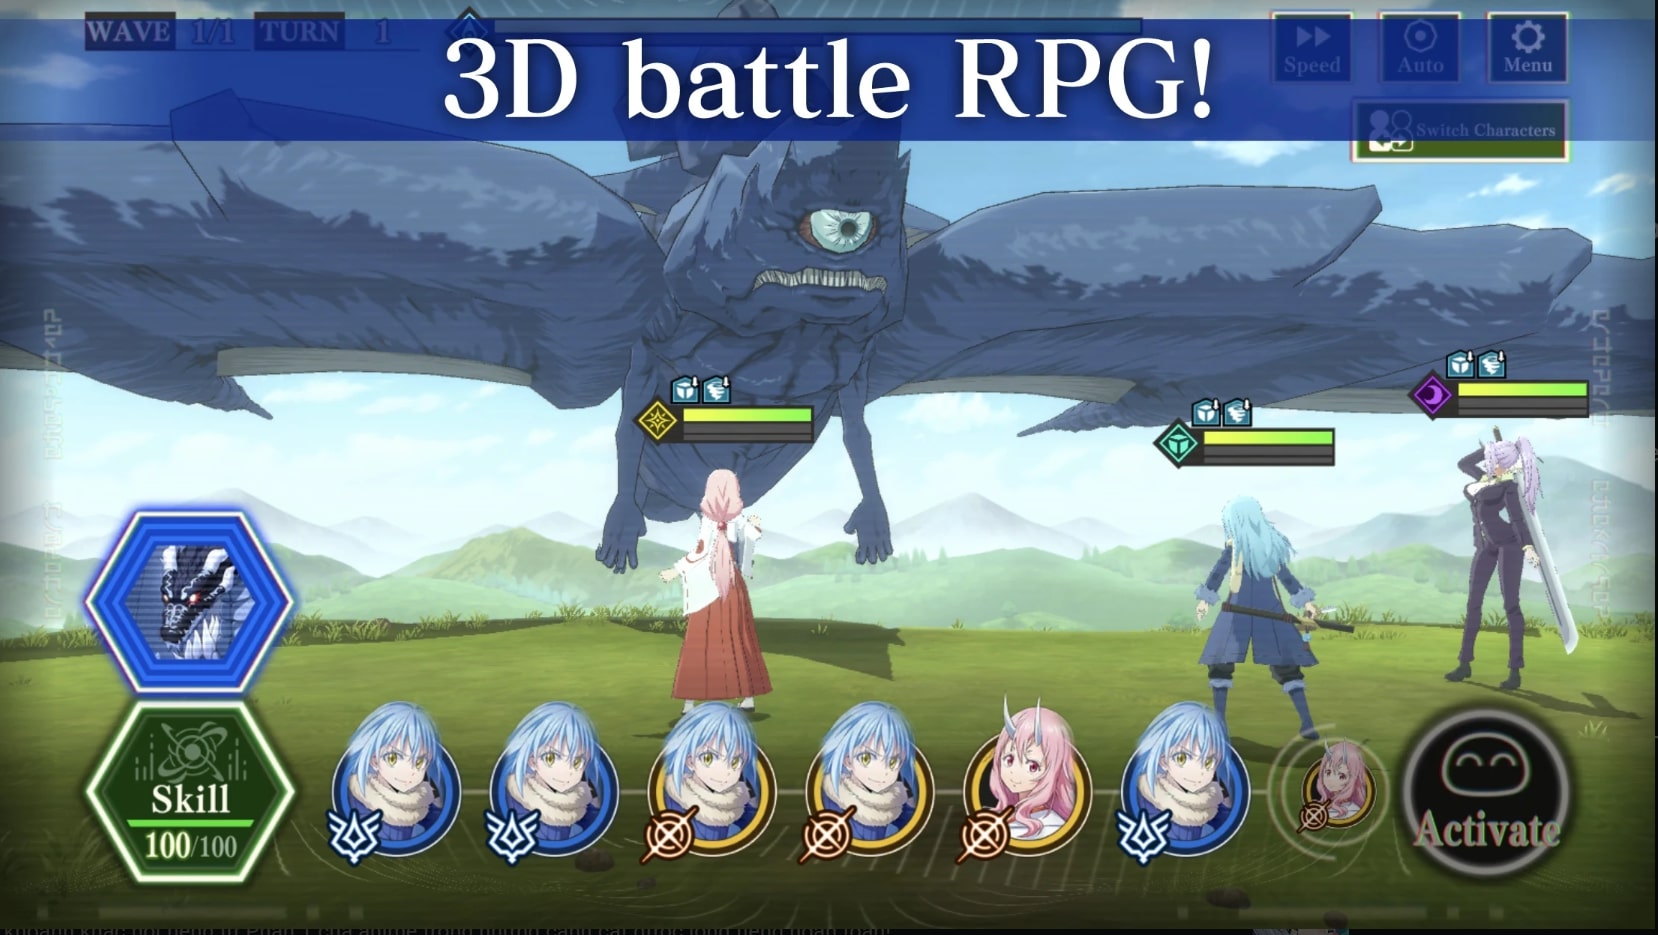 WAVE 1/1 TURN 1
3D battle RPG!
Speed
Auto
Menu
Switch Characters
Skill
100/100
Activate